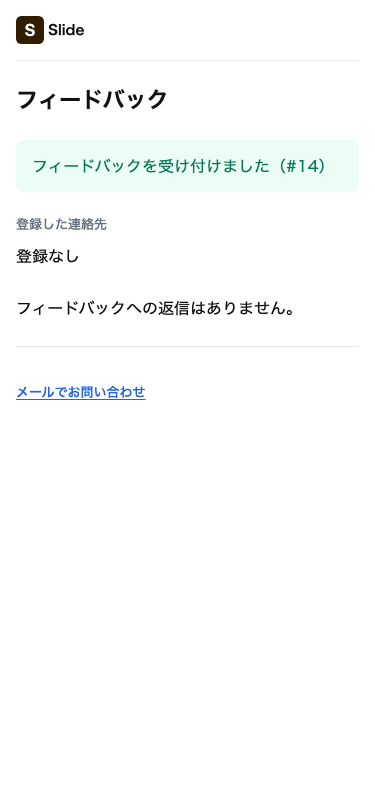 S Slide
フィードバック
フィードバックを受け付けました（#14）
登録した連絡先
登録なし
フィードバックへの返信はありません。
メールでお問い合わせ